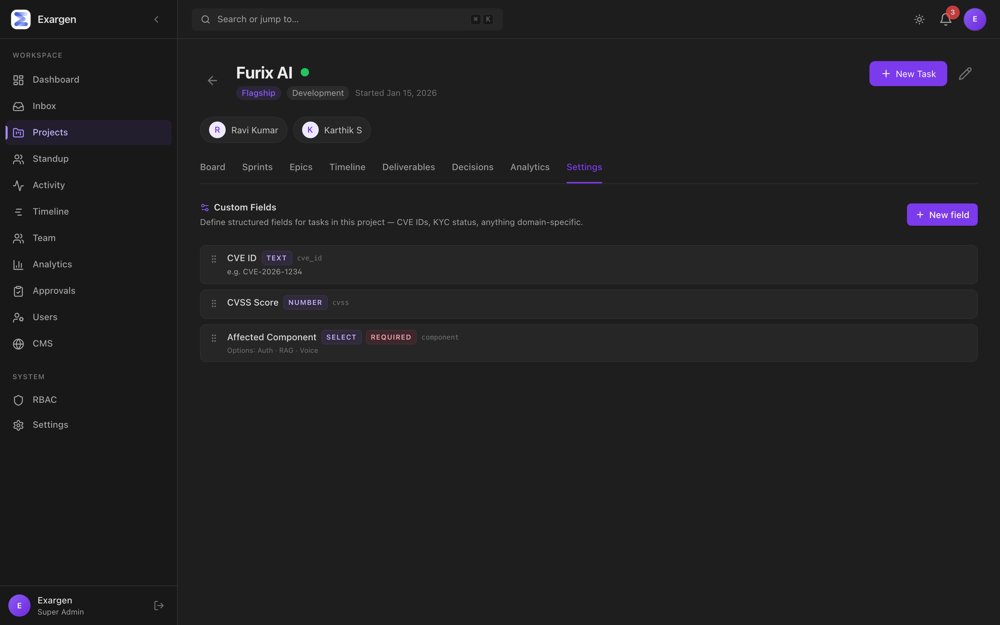 Exargen
Search or jump to...
⌘ K
3
E
WORKSPACE
Dashboard
Inbox
Projects
Standup
Activity
Timeline
Team
Analytics
Approvals
Users
CMS
SYSTEM
RBAC
Settings
E
Exargen
Super Admin
Furix AI
Flagship Development Started Jan 15, 2026
New Task
R Ravi Kumar K Karthik S
Board Sprints Epics Timeline Deliverables Decisions Analytics Settings
Custom Fields
Define structured fields for tasks in this project — CVE IDs, KYC status, anything domain-specific.
New field
CVE ID TEXT cve_id
e.g. CVE-2026-1234
CVSS Score NUMBER cvss
Affected Component SELECT REQUIRED component
Options: Auth · RAG · Voice